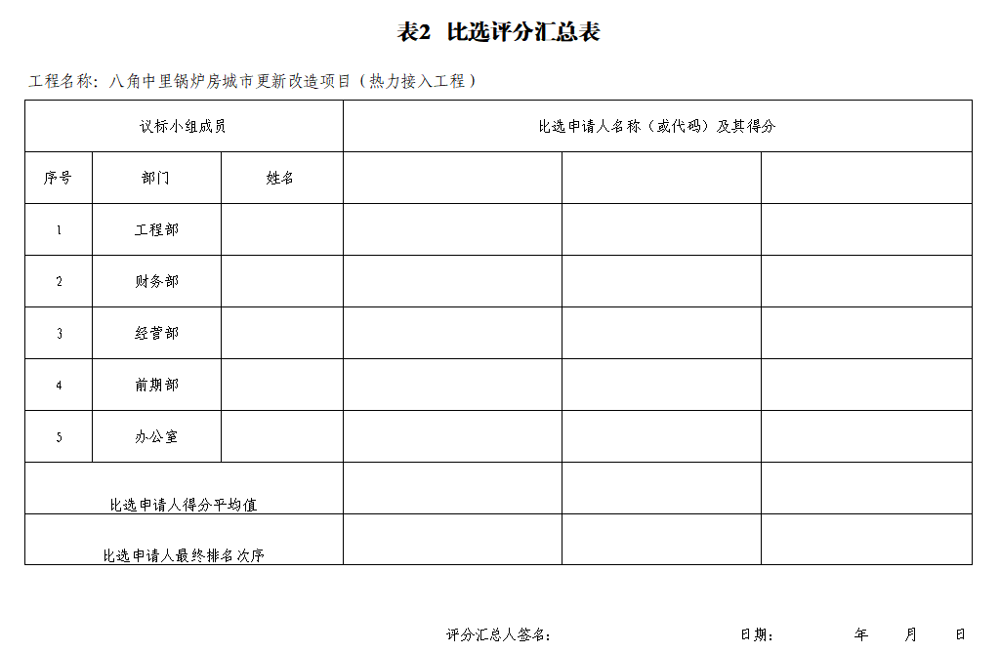 表2 比选评分汇总表
工程名称：八角中里锅炉房城市更新改造项目（热力接入工程）
议标小组成员 比选申请人名称（或代码）及其得分
序号 部门 姓名
1 工程部
2 财务部
3 经营部
4 前期部
5 办公室
比选申请人得分平均值
比选申请人最终排名次序
评分汇总人签名： 日期： 年 月 日